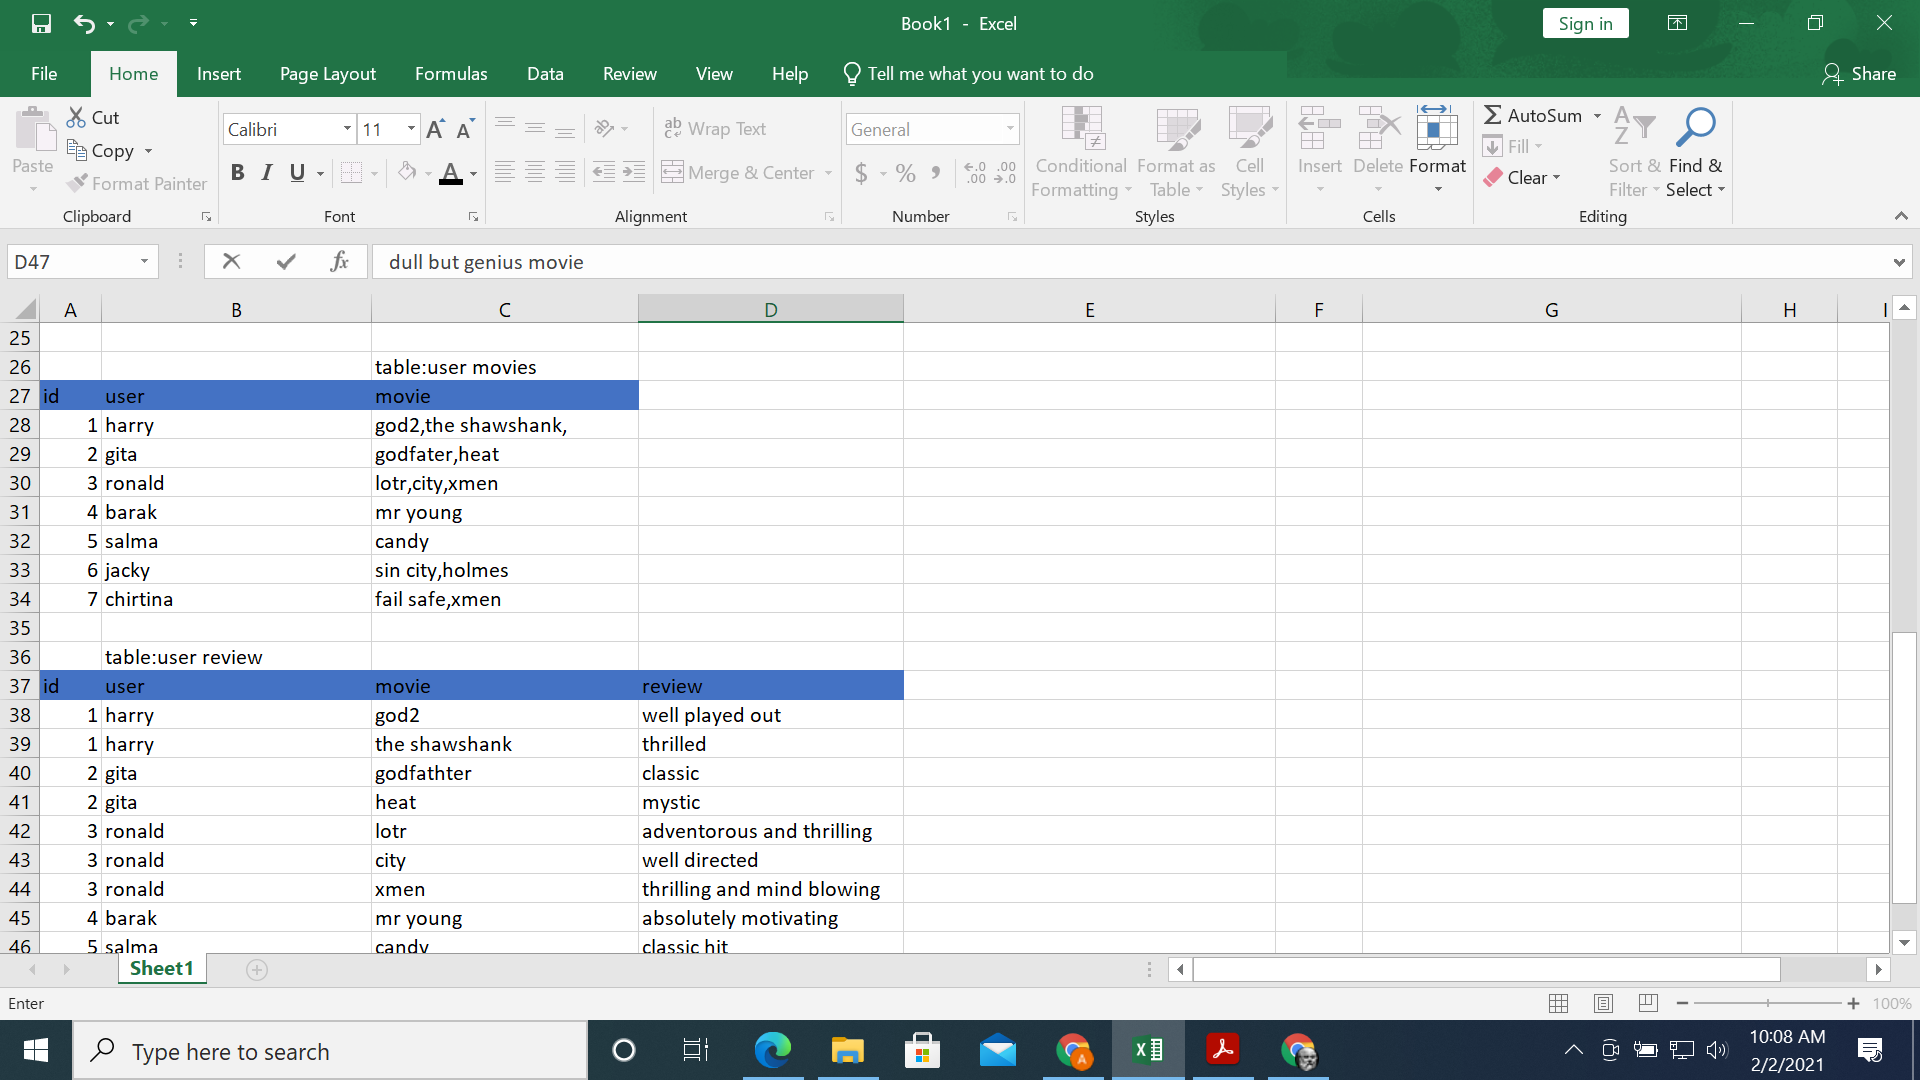 Book1 - Excel
Sign in
File Home Insert Page Layout Formulas Data Review View Help Tell me what you want to do Share
Paste
Cut
Copy
Format Painter
Clipboard
Calibri 11
B I U A
Font
Wrap Text
Merge & Center
Alignment
General
$ % ,
Number
Conditional Formatting
Format as Table
Cell Styles
Styles
Insert Delete Format
Cells
AutoSum
Fill
Clear
Sort & Filter
Find & Select
Editing
D47 fx dull but genius movie
A B C D E F G H I
25
26 table:user movies
27 id user movie
28 1 harry god2,the shawshank,
29 2 gita godfater,heat
30 3 ronald lotr,city,xmen
31 4 barak mr young
32 5 salma candy
33 6 jacky sin city,holmes
34 7 chirtina fail safe,xmen
35
36 table:user review
37 id user movie review
38 1 harry god2 well played out
39 1 harry the shawshank thrilled
40 2 gita godfathter classic
41 2 gita heat mystic
42 3 ronald lotr adventorous and thrilling
43 3 ronald city well directed
44 3 ronald xmen thrilling and mind blowing
45 4 barak mr young absolutely motivating
46 5 salma candy classic hit
Sheet1
Enter 100%
Type here to search
10:08 AM
2/2/2021